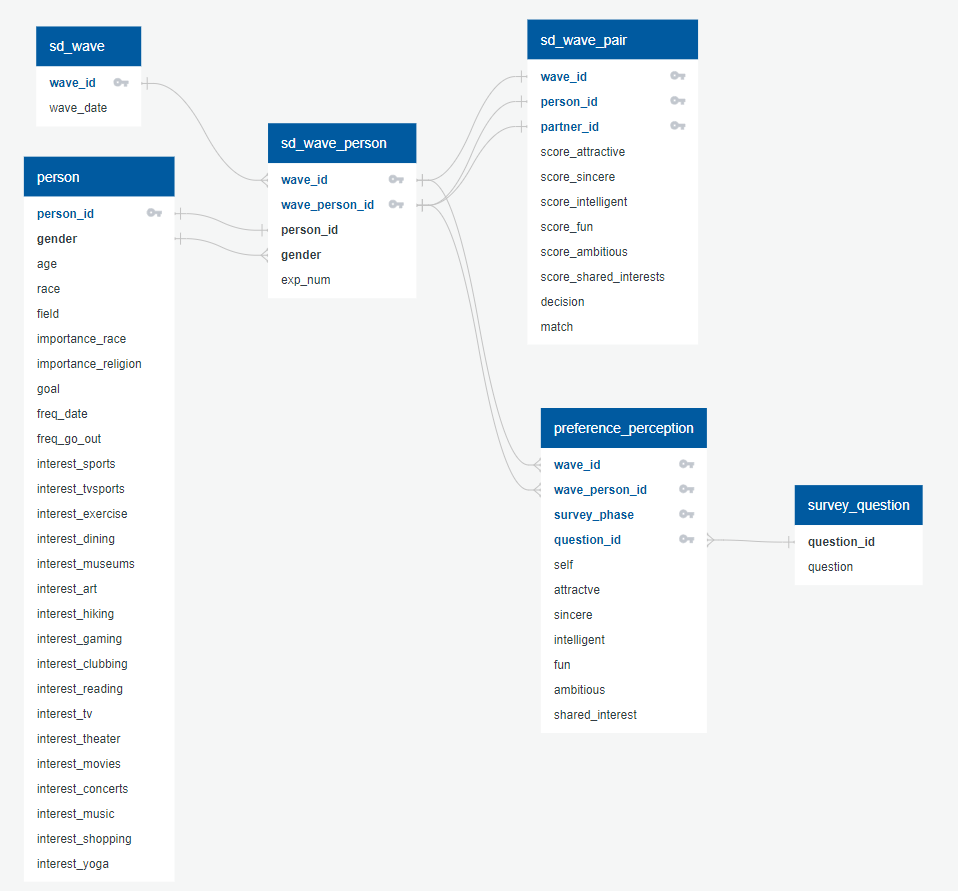 sd_wave
wave_id
wave_date
person
person_id
gender
age
race
field
importance_race
importance_religion
goal
freq_date
freq_go_out
interest_sports
interest_tvsports
interest_exercise
interest_dining
interest_museums
interest_art
interest_hiking
interest_gaming
interest_clubbing
interest_reading
interest_tv
interest_theater
interest_movies
interest_concerts
interest_music
interest_shopping
interest_yoga
sd_wave_person
wave_id
wave_person_id
person_id
gender
exp_num
sd_wave_pair
wave_id
person_id
partner_id
score_attractive
score_sincere
score_intelligent
score_fun
score_ambitious
score_shared_interests
decision
match
preference_perception
wave_id
wave_person_id
survey_phase
question_id
self
attractve
sincere
intelligent
fun
ambitious
shared_interest
survey_question
question_id
question